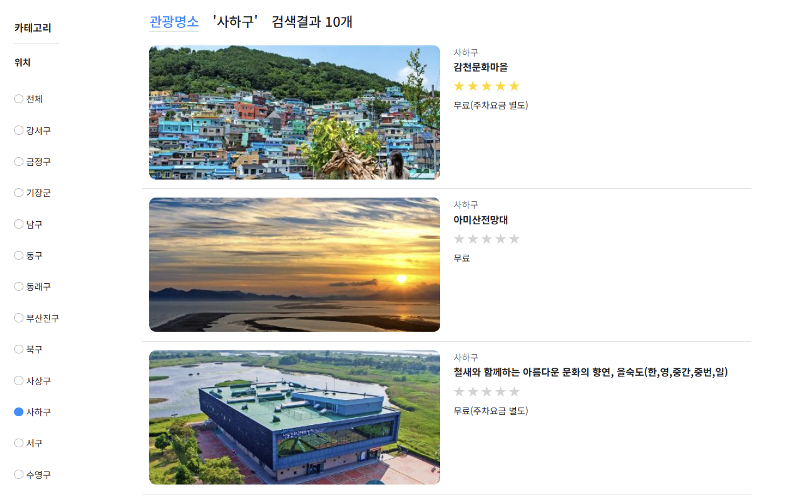 카테고리
위치
전체
강서구
금정구
기장군
남구
동구
동래구
부산진구
북구
사상구
사하구
서구
수영구
관광명소 '사하구' 검색결과 10개
사하구
감천문화마을
★★★★★
무료(주차요금 별도)
사하구
아미산전망대
★★★★★
무료
사하구
철새와 함께하는 아름다운 문화의 향연, 을숙도(한,영,중간,중번,일)
★★★★★
무료(주차요금 별도)